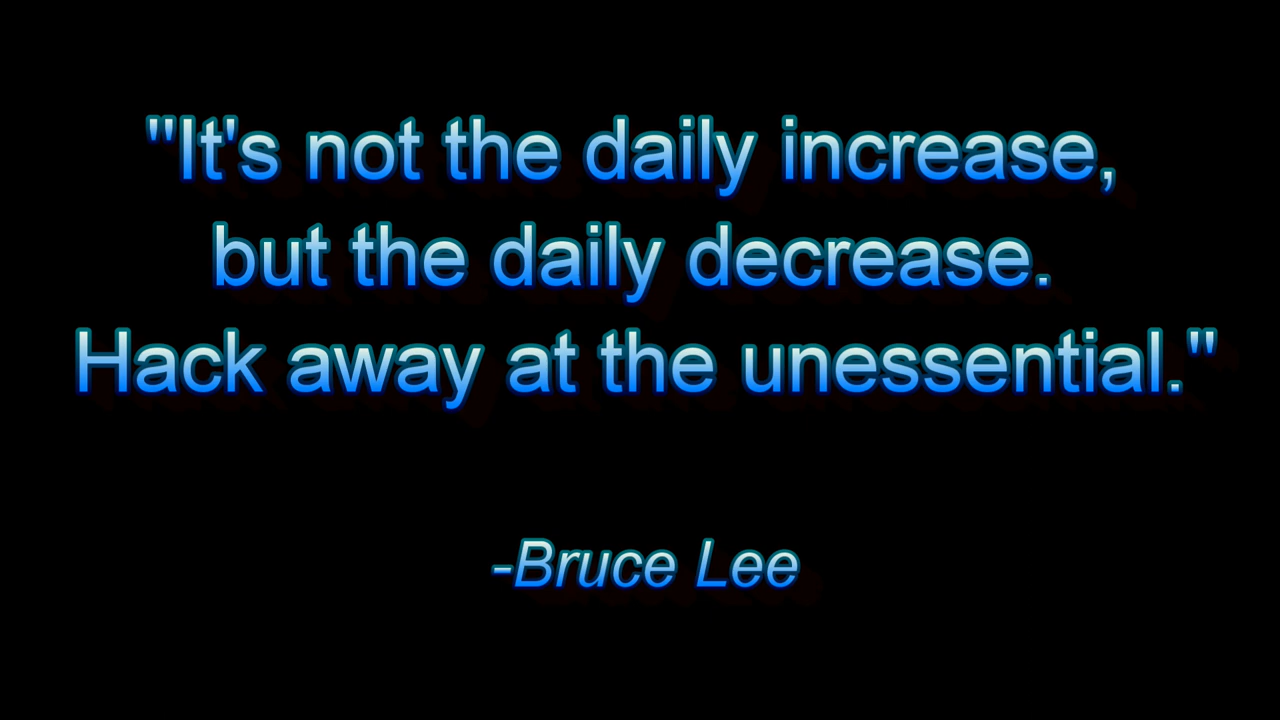 "It's not the daily increase,
but the daily decrease.
Hack away at the unessential."
-Bruce Lee